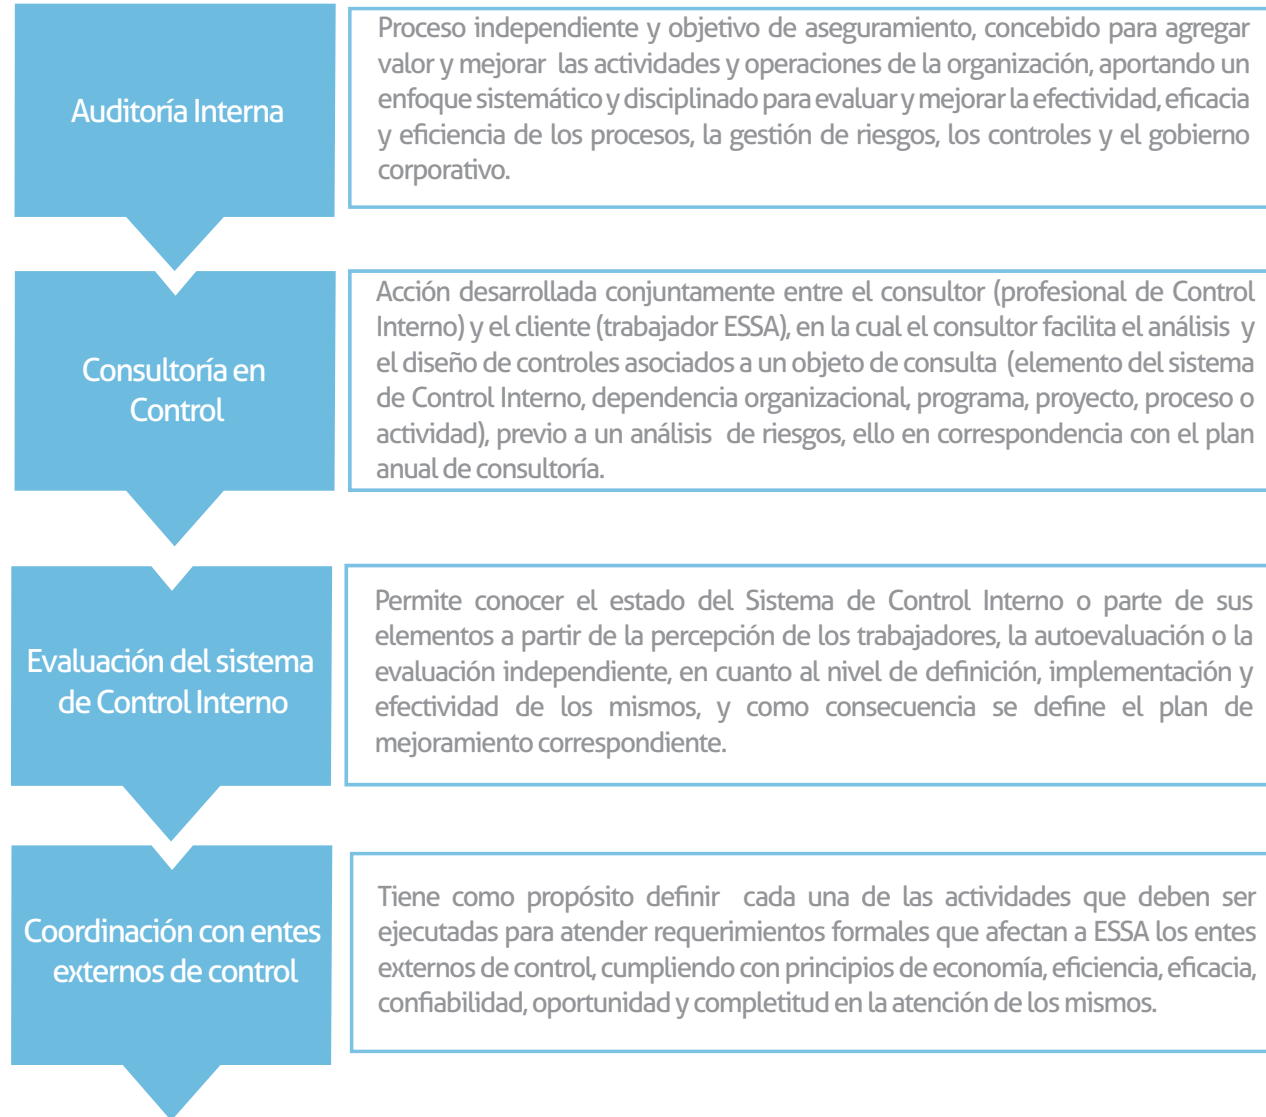 Auditoría Interna
Proceso independiente y objetivo de aseguramiento, concebido para agregar
valor y mejorar las actividades y operaciones de la organización, aportando un
enfoque sistemático y disciplinado para evaluar y mejorar la efectividad, eficacia
y eficiencia de los procesos, la gestión de riesgos, los controles y el gobierno
corporativo.
Consultoría en
Control
Acción desarrollada conjuntamente entre el consultor (profesional de Control
Interno) y el cliente (trabajador ESSA), en la cual el consultor facilita el análisis y
el diseño de controles asociados a un objeto de consulta (elemento del sistema
de Control Interno, dependencia organizacional, programa, proyecto, proceso o
actividad), previo a un análisis de riesgos, ello en correspondencia con el plan
anual de consultoría.
Evaluación del sistema
de Control Interno
Permite conocer el estado del Sistema de Control Interno o parte de sus
elementos a partir de la percepción de los trabajadores, la autoevaluación o la
evaluación independiente, en cuanto al nivel de definición, implementación y
efectividad de los mismos, y como consecuencia se define el plan de
mejoramiento correspondiente.
Coordinación con entes
externos de control
Tiene como propósito definir cada una de las actividades que deben ser
ejecutadas para atender requerimientos formales que afectan a ESSA los entes
externos de control, cumpliendo con principios de economía, eficiencia, eficacia,
confiabilidad, oportunidad y completitud en la atención de los mismos.